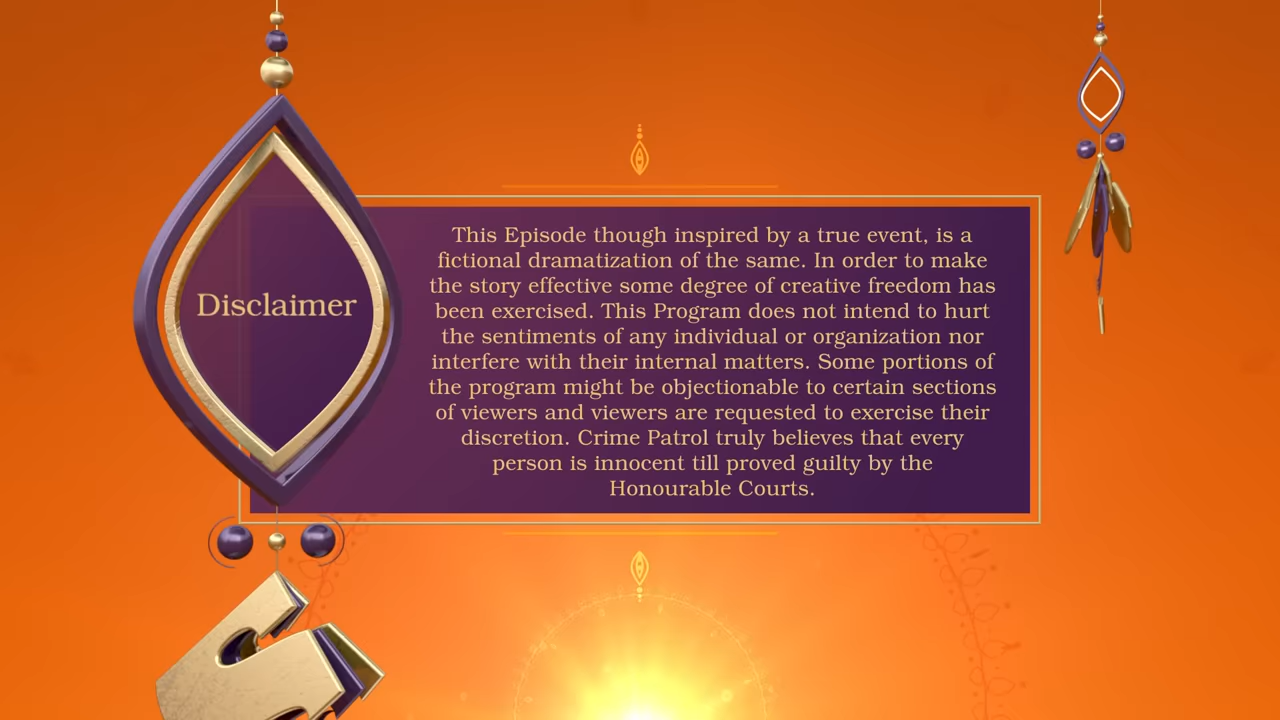 Disclaimer
This Episode though inspired by a true event, is a
fictional dramatization of the same. In order to make
the story effective some degree of creative freedom has
been exercised. This Program does not intend to hurt
the sentiments of any individual or organization nor
interfere with their internal matters. Some portions of
the program might be objectionable to certain sections
of viewers and viewers are requested to exercise their
discretion. Crime Patrol truly believes that every
person is innocent till proved guilty by the
Honourable Courts.